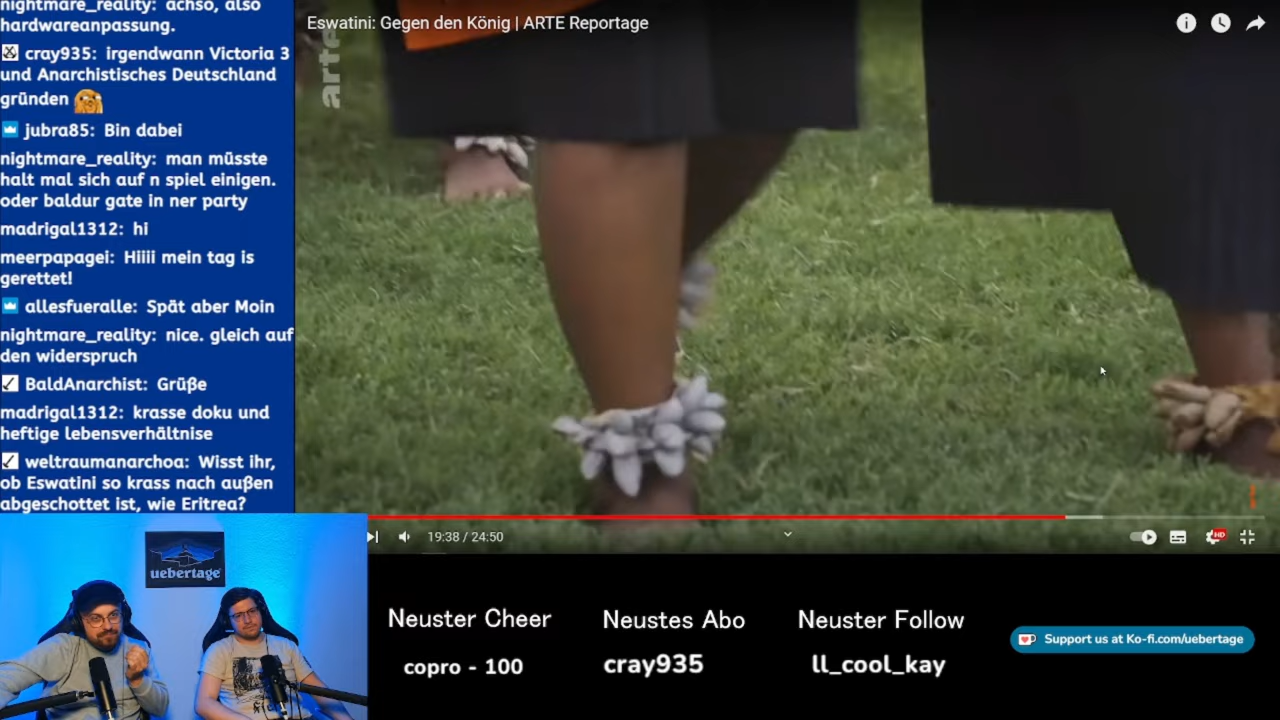 nightmare_reality: achso, also
hardwareanpassung.
cray935: irgendwann Victoria 3
und Anarchistisches Deutschland
gründen
jubra85: Bin dabei
nightmare_reality: man müsste
halt mal sich auf n spiel einigen.
oder baldur gate in ner party
madrigal1312: hi
meerpapagei: Hiiii mein tag is
gerettet!
allesfueralle: Spät aber Moin
nightmare_reality: nice. gleich auf
den widerspruch
BaldAnarchist: Grüße
madrigal1312: krasse doku und
heftige lebensverhältnise
weltraumanarchoa: Wisst ihr,
ob Eswatini so krass nach außen
abgeschottet ist, wie Eritrea?
Eswatini: Gegen den König | ARTE Reportage
arte
19:38 / 24:50
HD
uebertage
Neuster Cheer
copro - 100
Neustes Abo
cray935
Neuster Follow
ll_cool_kay
Support us at Ko-fi.com/uebertage